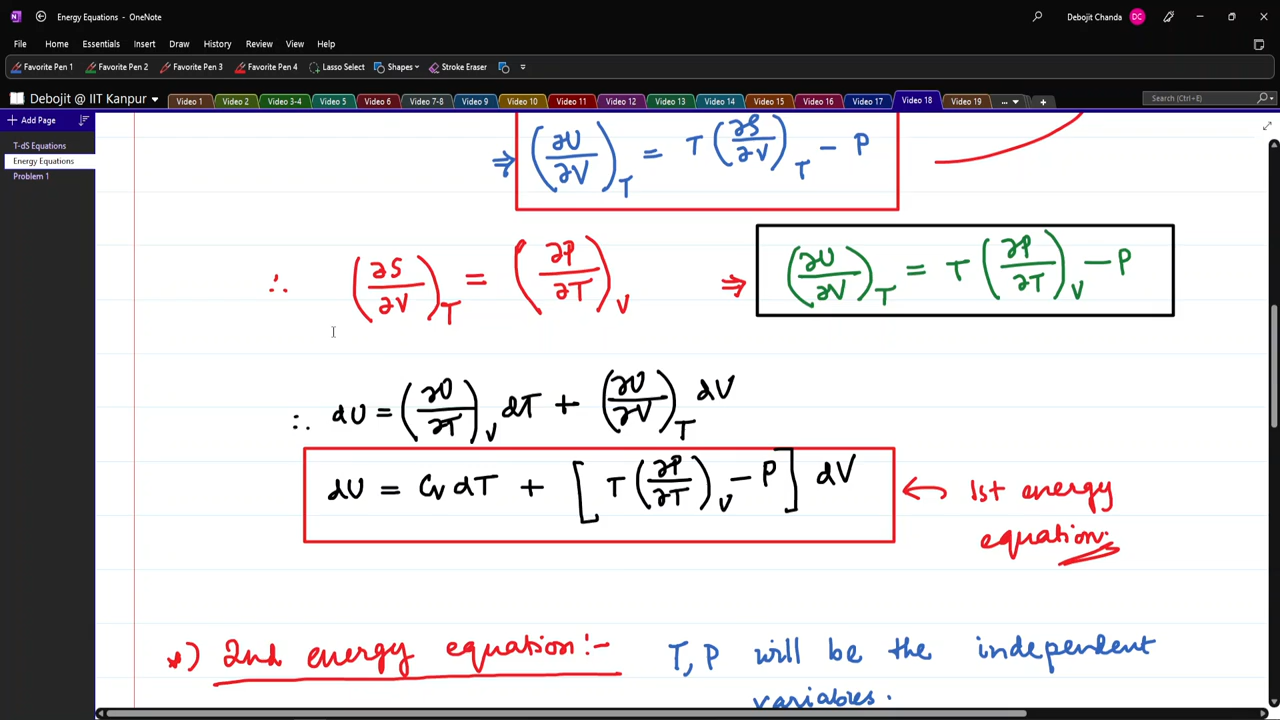 Energy Equations - OneNote
Debojit Chanda DC
File Home Essentials Insert Draw History Review View Help
Favorite Pen 1 Favorite Pen 2 Favorite Pen 3 Favorite Pen 4 Lasso Select Shapes Stroke Eraser
Debojit @ IIT Kanpur Video 1 Video 2 Video 3-4 Video 5 Video 6 Video 7-8 Video 9 Video 10 Video 11 Video 12 Video 13 Video 14 Video 15 Video 16 Video 17 Video 18 Video 19 ... + Search (Ctrl+E)
+ Add Page
T-dS Equations
Energy Equations
Problem 1
⇒ (∂U/∂V)_T = T(∂S/∂V)_T - P
∴ (∂S/∂V)_T = (∂P/∂T)_V ⇒ (∂U/∂V)_T = T(∂P/∂T)_V - P
∴ dU = (∂U/∂T)_V dT + (∂U/∂V)_T dV
dU = C_V dT + [T(∂P/∂T)_V - P] dV ← 1st energy
equation.
*) 2nd energy equation:- T, P will be the independent
variables.